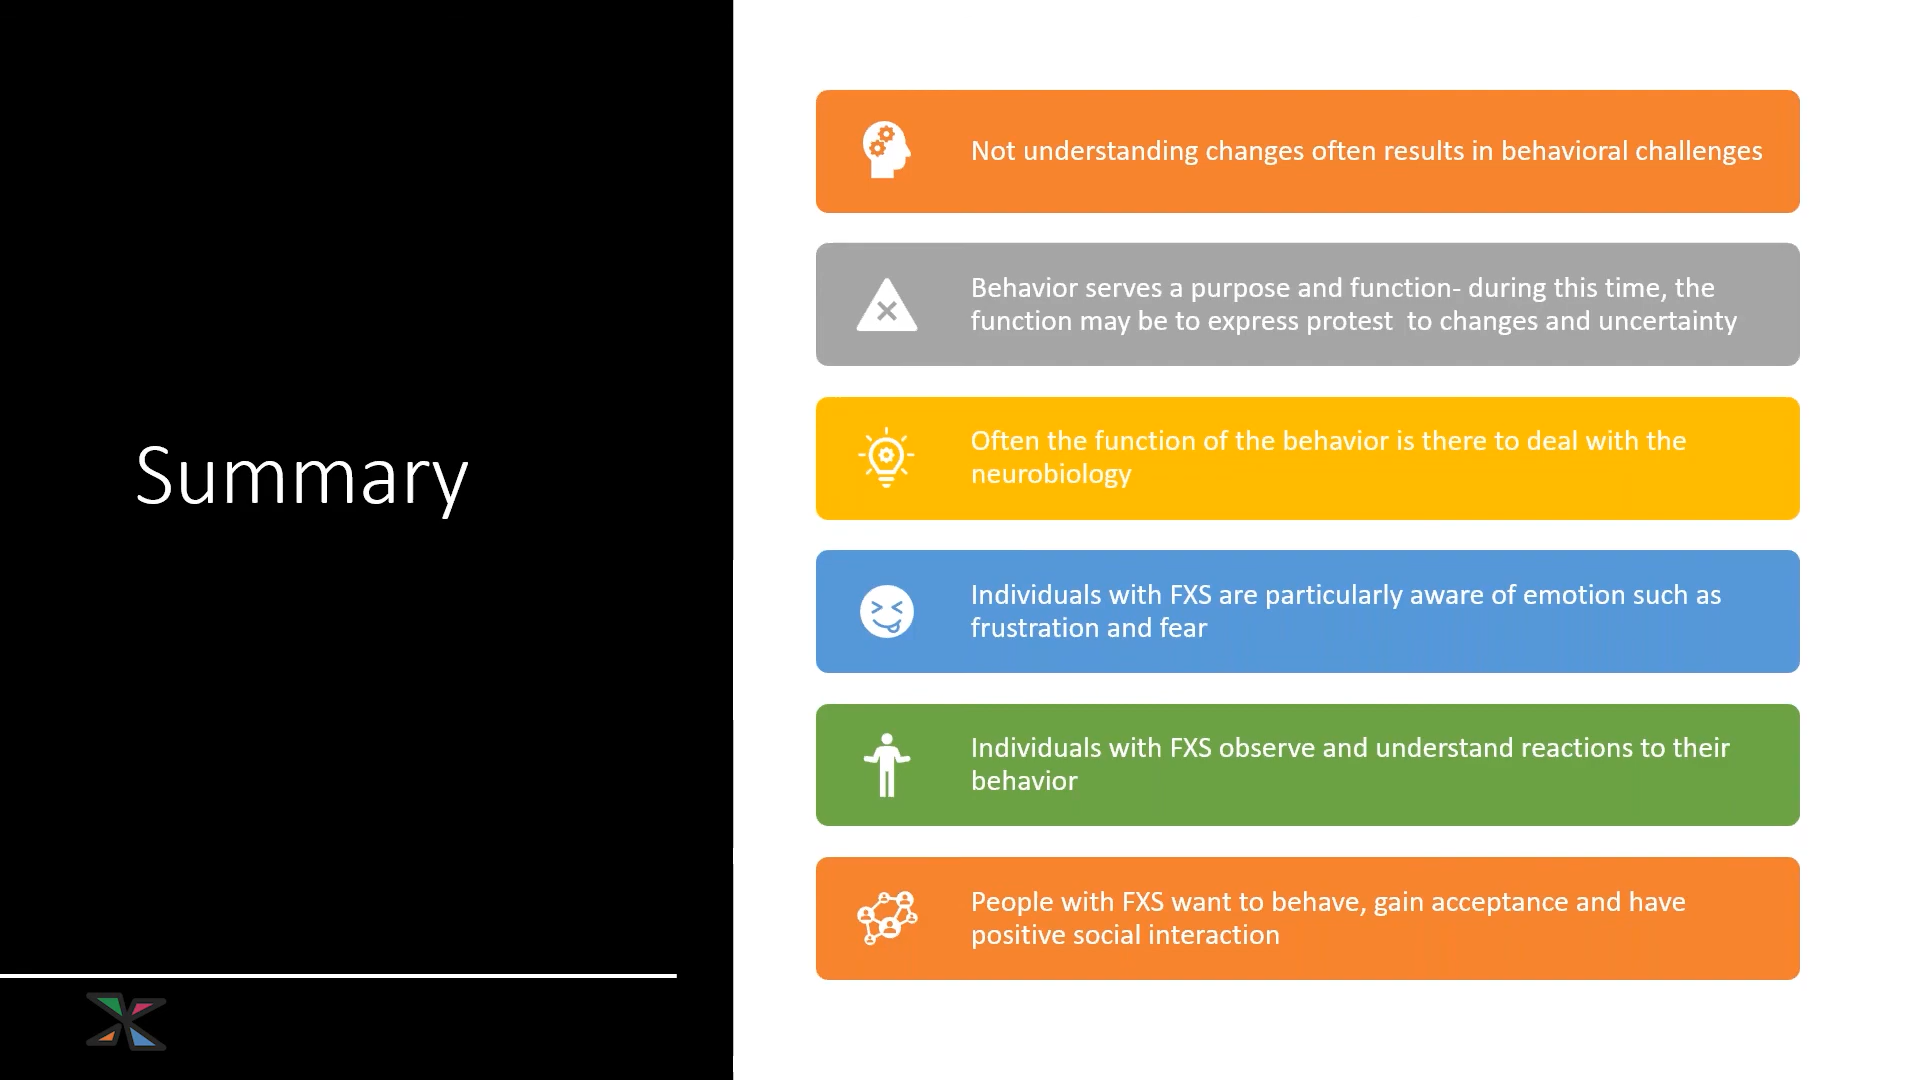 Summary
Not understanding changes often results in behavioral challenges
Behavior serves a purpose and function- during this time, the
function may be to express protest  to changes and uncertainty
Often the function of the behavior is there to deal with the
neurobiology
Individuals with FXS are particularly aware of emotion such as
frustration and fear
Individuals with FXS observe and understand reactions to their
behavior
People with FXS want to behave, gain acceptance and have
positive social interaction